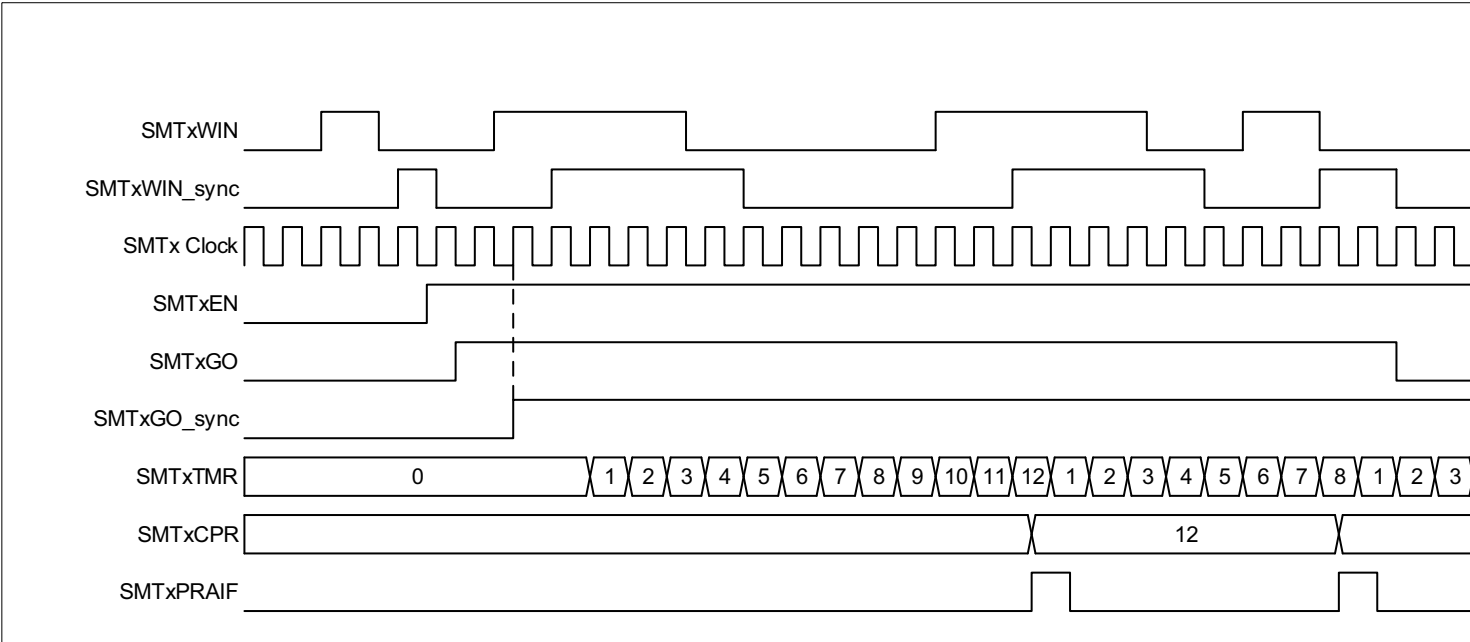 SMTxWIN
SMTxWIN_sync
SMTx Clock
SMTxEN
SMTxGO
SMTxGO_sync
SMTxTMR 0 1 2 3 4 5 6 7 8 9 10 11 12 1 2 3 4 5 6 7 8 1 2 3
SMTxCPR 12
SMTxPRAIF